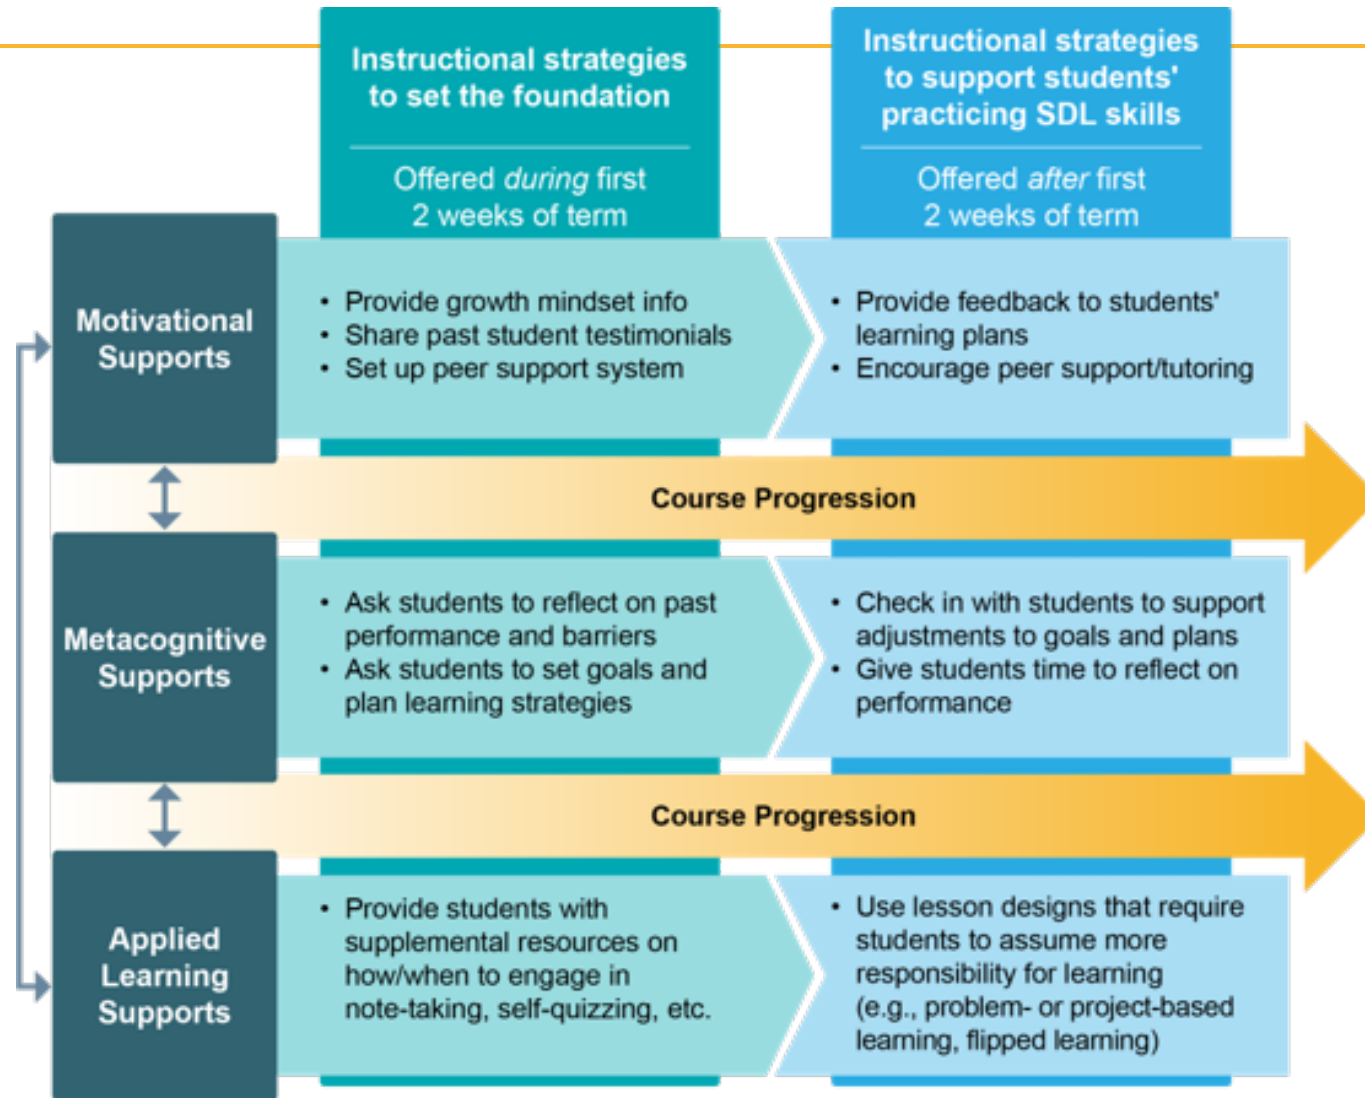 Instructional strategies
to set the foundation
Offered during first
2 weeks of term
Instructional strategies
to support students'
practicing SDL skills
Offered after first
2 weeks of term
Motivational
Supports
• Provide growth mindset info
• Share past student testimonials
• Set up peer support system
• Provide feedback to students'
learning plans
• Encourage peer support/tutoring
Course Progression
Metacognitive
Supports
• Ask students to reflect on past
performance and barriers
• Ask students to set goals and
plan learning strategies
• Check in with students to support
adjustments to goals and plans
• Give students time to reflect on
performance
Course Progression
Applied
Learning
Supports
• Provide students with
supplemental resources on
how/when to engage in
note-taking, self-quizzing, etc.
• Use lesson designs that require
students to assume more
responsibility for learning
(e.g., problem- or project-based
learning, flipped learning)